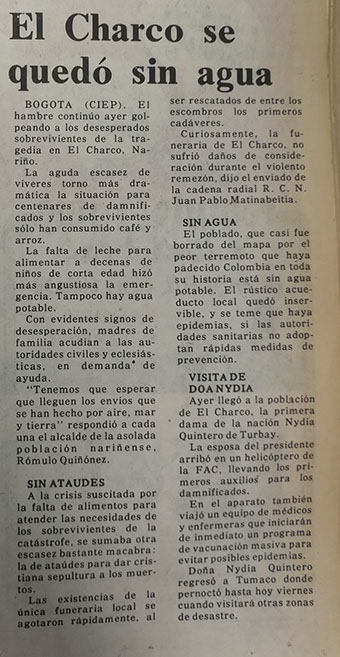 El Charco se
quedó sin agua
BOGOTA (CIEP). El
hambre continúo ayer gol-
peando a los desesperados
sobrevivientes de la tra-
gedia en El Charco, Na-
riño.
La aguda escasez de
viveres torno más dra-
mática la situación para
centenares de damnifi-
cados y los sobrevivientes
sólo han consumido café y
arroz.
La falta de leche para
alimentar a decenas de
niños de corta edad hizó
más angustiosa la emer-
gencia. Tampoco hay agua
potable.
Con evidentes signos de
desesperación, madres de
familia acudian a las au-
toridades civiles y eclesiás-
ticas, en demanda de
ayuda.
"Tenemos que esperar
que lleguen los envíos que
se han hecho por aire, mar
y tierra" respondió a cada
una el alcalde de la asolada
población nariñense,
Rómulo Quiñónez.
SIN ATAUDES
A la crisis suscitada por
la falta de alimentos para
atender las necesidades de
los sobrevivientes de la
catástrofe, se sumaba otra
escasez bastante macabra:
la de ataúdes para dar cris-
tiana sepultura a los muer-
tos.
Las existencias de la
única funeraria local se
agotaron rápidamente, al
ser rescatados de entre los
escombros los primeros
cadáveres.
Curiosamente, la fu-
neraria de El Charco, no
sufrió daños de conside-
ración durante el violento
remezón, dijo el enviado de
la cadena radial R. C. N.
Juan Pablo Matinabeitia.
SIN AGUA
El poblado, que casi fue
borrado del mapa por el
peor terremoto que haya
padecido Colombia en toda
su historia está sin agua
potable. El rústico acue-
ducto local quedó inser-
vible, y se teme que haya
epidemias, si las autori-
dades sanitarias no adop-
tan rápidas medidas de
prevención.
VISITA DE
DOA NYDIA
Ayer llegó a la población
de El Charco, la primera
dama de la nación Nydia
Quintero de Turbay.
La esposa del presidente
arribó en un helicóptero de
la FAC, llevando los pri-
meros auxilios para los
damnificados.
En el aparato también
viajó un equipo de médicos
y enfermeras que iniciarán
de inmediato un programa
de vacunación masiva para
evitar posibles epidemias.
Doña Nydia Quintero
regresó a Tumaco donde
pernoctó hasta hoy viernes
cuando visitará otras zonas
de desastre.